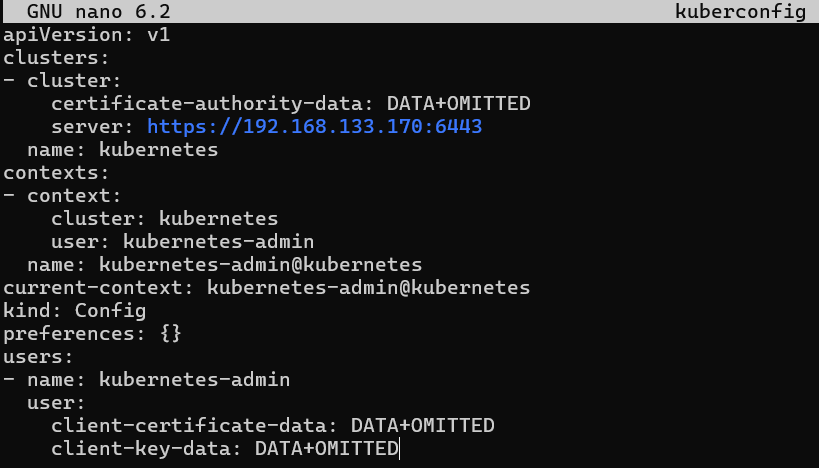 GNU nano 6.2 kuberconfig
apiVersion: v1
clusters:
- cluster:
    certificate-authority-data: DATA+OMITTED
    server: https://192.168.133.170:6443
  name: kubernetes
contexts:
- context:
    cluster: kubernetes
    user: kubernetes-admin
  name: kubernetes-admin@kubernetes
current-context: kubernetes-admin@kubernetes
kind: Config
preferences: {}
users:
- name: kubernetes-admin
  user:
    client-certificate-data: DATA+OMITTED
    client-key-data: DATA+OMITTED